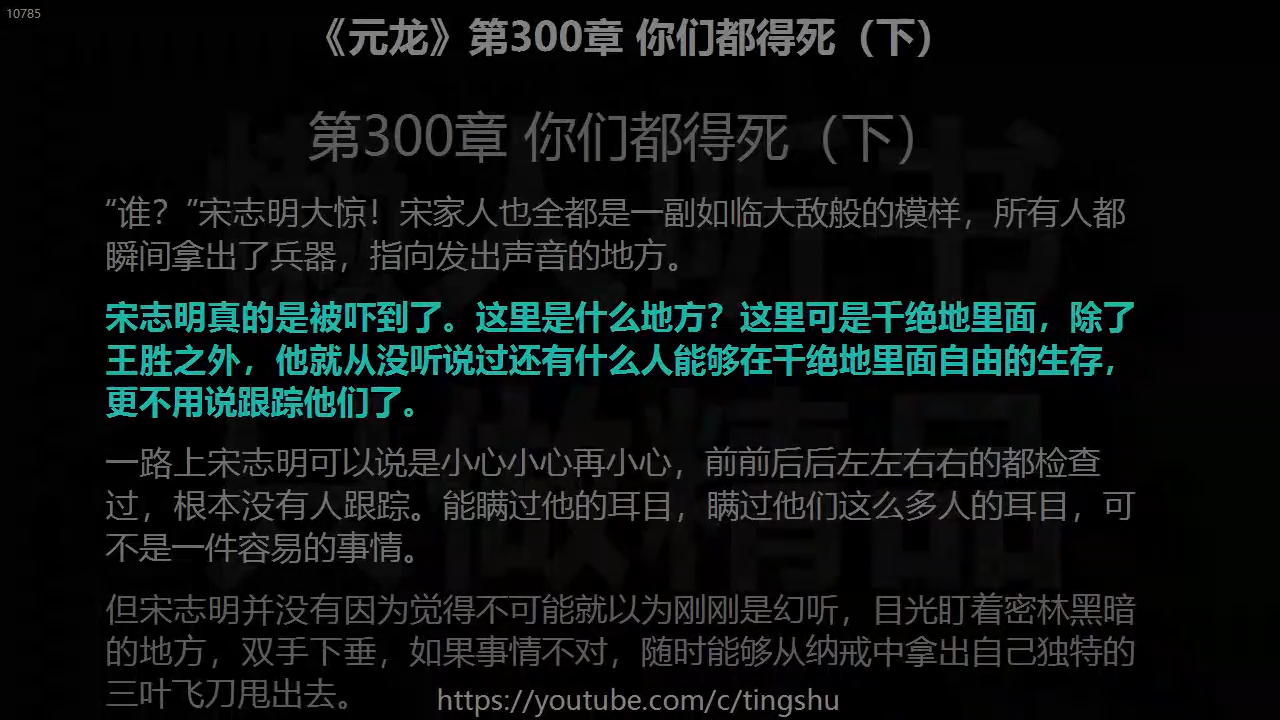 10785
《元龙》第300章 你们都得死（下）
第300章 你们都得死（下）
“谁？“宋志明大惊！宋家人也全都是一副如临大敌般的模样，所有人都
瞬间拿出了兵器，指向发出声音的地方。
宋志明真的是被吓到了。这里是什么地方？这里可是千绝地里面，除了
王胜之外，他就从没听说过还有什么人能够在千绝地里面自由的生存，
更不用说跟踪他们了。
一路上宋志明可以说是小心小心再小心，前前后后左左右右的都检查
过，根本没有人跟踪。能瞒过他的耳目，瞒过他们这么多人的耳目，可
不是一件容易的事情。
但宋志明并没有因为觉得不可能就以为刚刚是幻听，目光盯着密林黑暗
的地方，双手下垂，如果事情不对，随时能够从纳戒中拿出自己独特的
三叶飞刀甩出去。
https://youtube.com/c/tingshu
懒人听书
只做精品